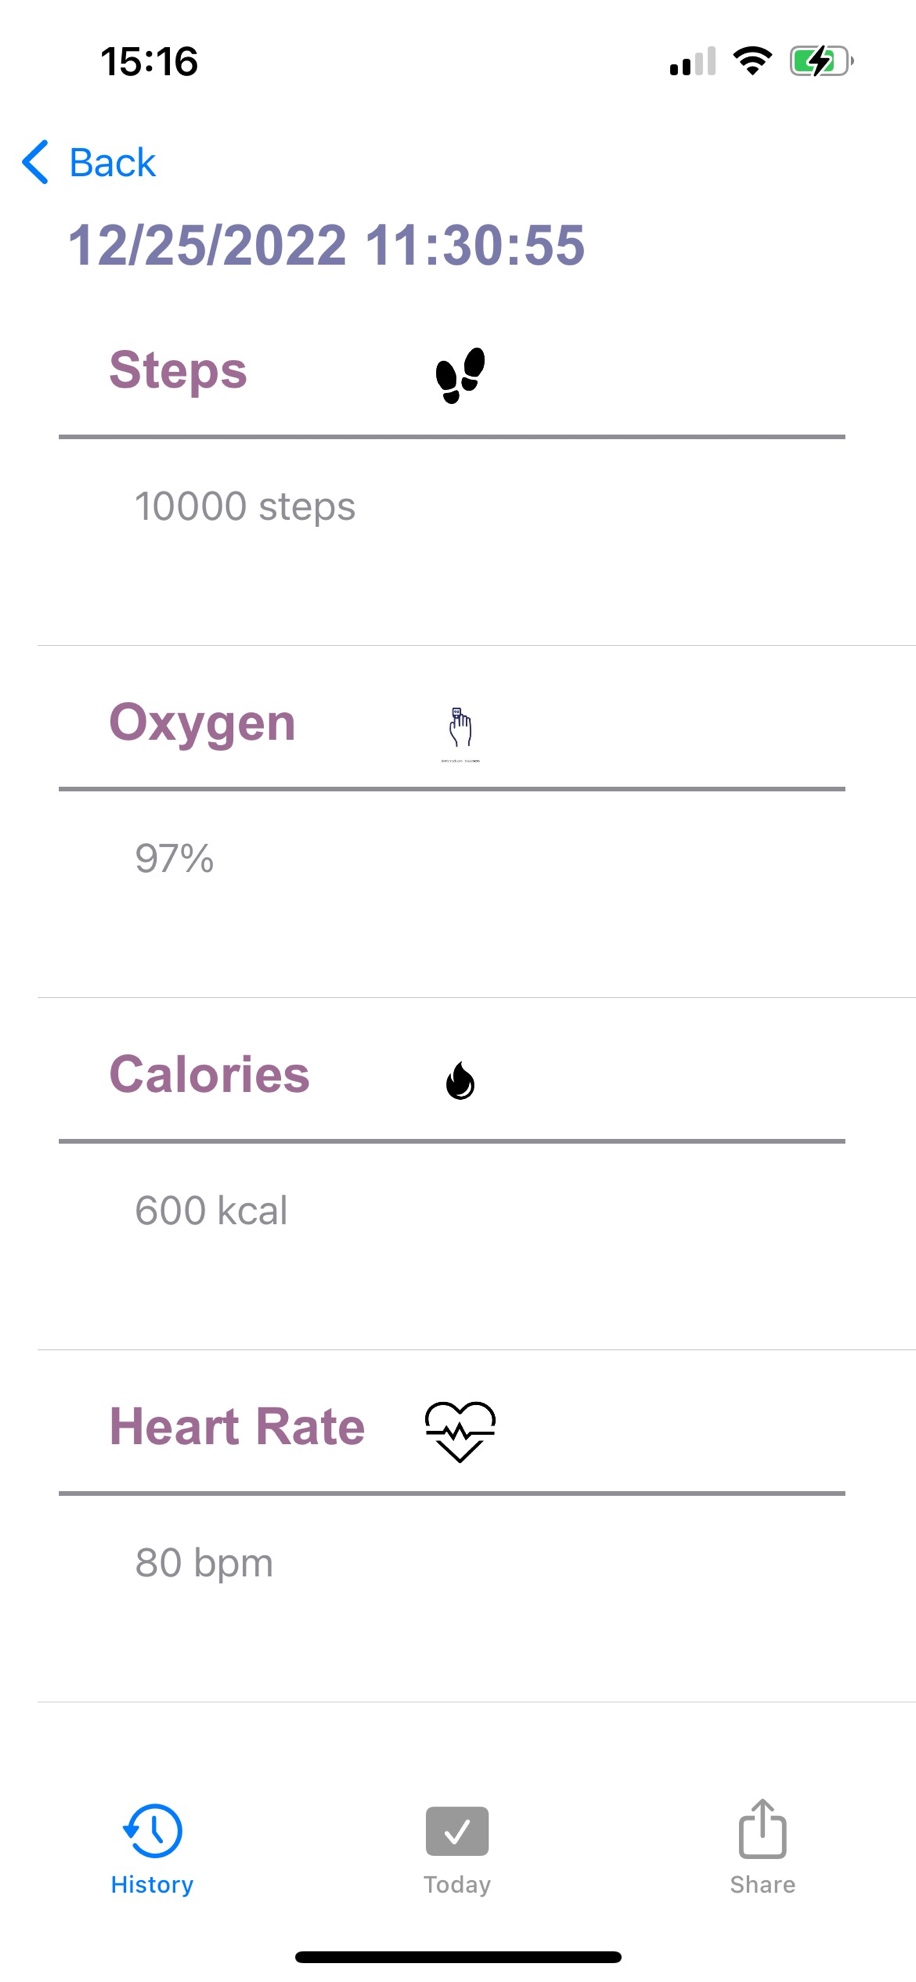 15:16
Back
12/25/2022 11:30:55
Steps
10000 steps
Oxygen
97%
Calories
600 kcal
Heart Rate
80 bpm
History
Today
Share